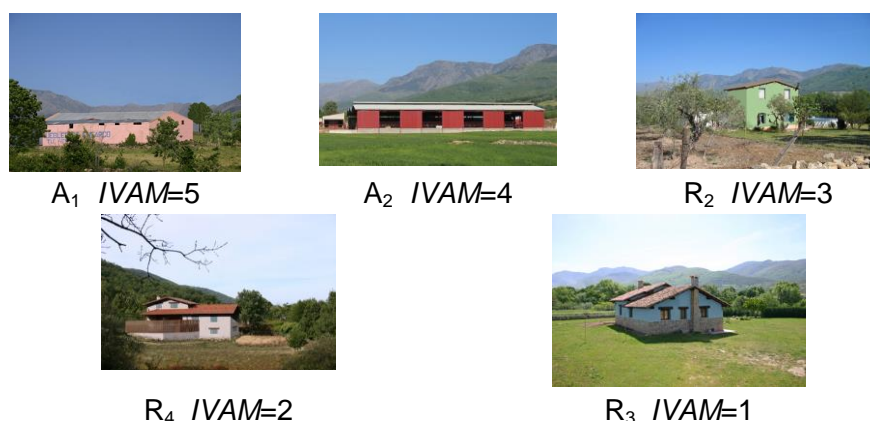 A₁ IVAM=5
A₂ IVAM=4
R₂ IVAM=3
R₄ IVAM=2
R₃ IVAM=1